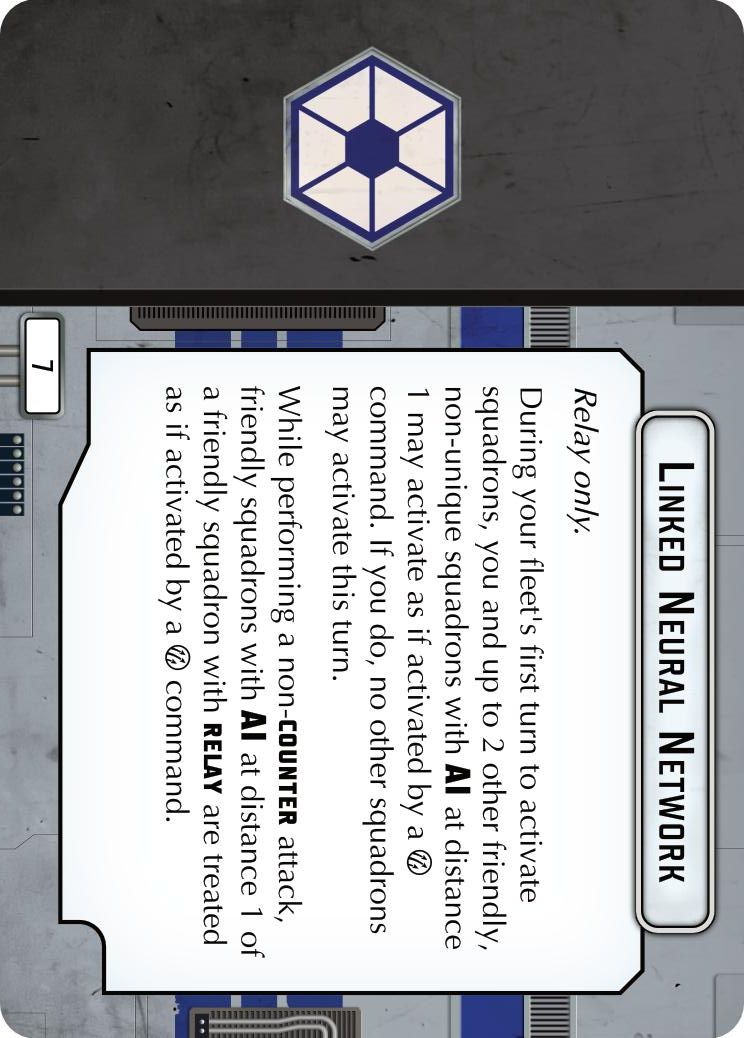 LINKED NEURAL NETWORK
Relay only.
During your fleet's first turn to activate
squadrons, you and up to 2 other friendly,
non-unique squadrons with AI at distance
1 may activate as if activated by a
command. If you do, no other squadrons
may activate this turn.
While performing a non-COUNTER attack,
friendly squadrons with AI at distance 1 of
a friendly squadron with RELAY are treated
as if activated by a command.
7